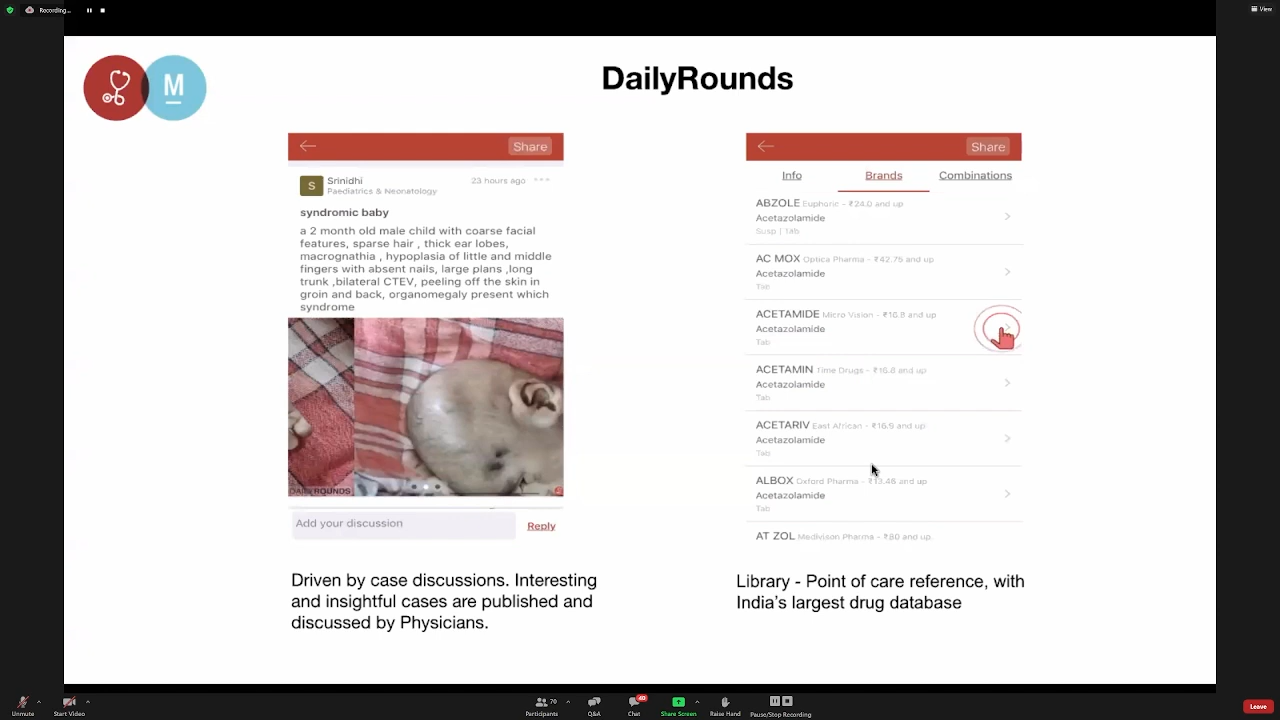 Recording...
M
DailyRounds
Share
S
Srinidhi
23 hours ago
Paediatrics & Neonatology
syndromic baby
a 2 month old male child with coarse facial
features, sparse hair , thick ear lobes,
macrognathia , hypoplasia of little and middle
fingers with absent nails, large plans ,long
trunk ,bilateral CTEV, peeling off the skin in
groin and back, organomegaly present which
syndrome
DAILYROUNDS
Add your discussion
Reply
Driven by case discussions. Interesting
and insightful cases are published and
discussed by Physicians.
Share
Info
Brands
Combinations
ABZOLE Euphoric - ₹24.0 and up
Acetazolamide
Susp | Tab
AC MOX Optica Pharma - ₹42.75 and up
Acetazolamide
ACETAMIDE Micro Vision - ₹16.8 and up
Acetazolamide
Tab
ACETAMIN Time Drugs - ₹16.8 and up
Acetazolamide
Tab
ACETARIV East African - ₹16.9 and up
Acetazolamide
Tab
ALBOX Oxford Pharma - ₹13.46 and up
Acetazolamide
Tab
AT ZOL Medivison Pharma - ₹80 and up.
Library - Point of care reference, with
India's largest drug database
Unmute
Start Video
70
Participants
Q&A
40
Chat
Share Screen
Raise Hand
Pause/Stop Recording
Leave